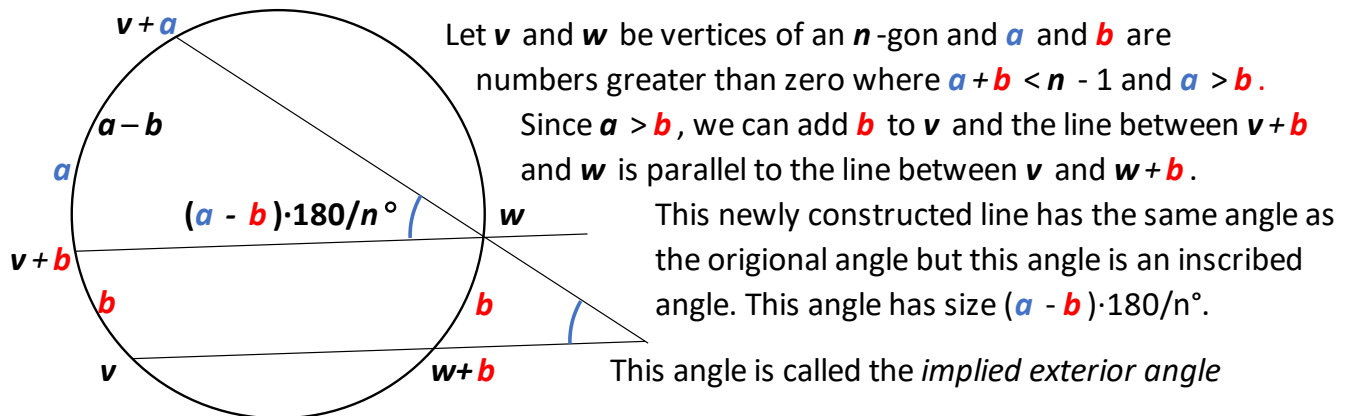 v + a
Let v and w be vertices of an n -gon and a and b are
numbers greater than zero where a + b < n - 1 and a > b .
a – b
Since a > b , we can add b to v and the line between v + b
a
and w is parallel to the line between v and w + b .
(a - b )·180/n °
w
This newly constructed line has the same angle as
v + b
the origional angle but this angle is an inscribed
b
b
angle. This angle has size (a - b )·180/n°.
v
w+ b
This angle is called the implied exterior angle